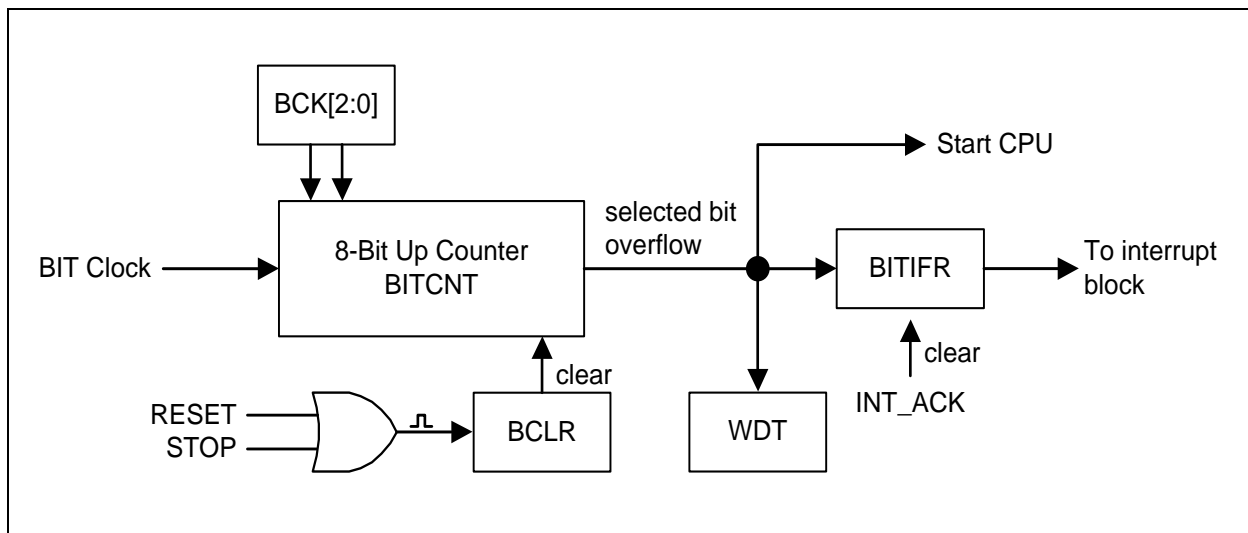 BCK[2:0]
Start CPU
selected bit
overflow
8-Bit Up Counter
BITCNT
BIT Clock
BITIFR
To interrupt
block
clear
clear
INT_ACK
RESET
STOP
BCLR
WDT